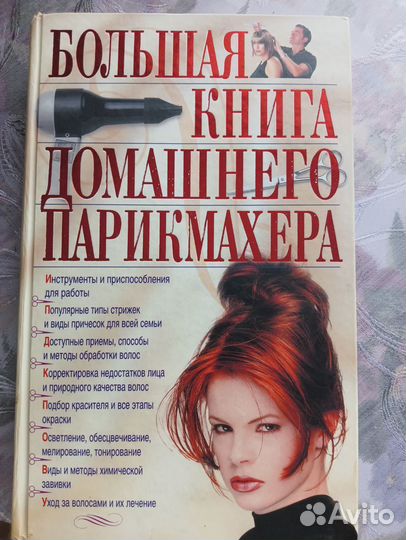 БОЛЬШАЯ
КНИГА
ДОМАШНЕГО
ПАРИКМАХЕРА
Инструменты и приспособления
для работы
Популярные типы стрижек
и виды причесок для всей семьи
Доступные приемы, способы
и методы обработки волос
Корректировка недостатков лица
и природного качества волос
Подбор красителя и все этапы
окраски
Осветление, обесцвечивание,
мелирование, тонирование
Виды и методы химической
завивки
Уход за волосами и их лечение
Avito